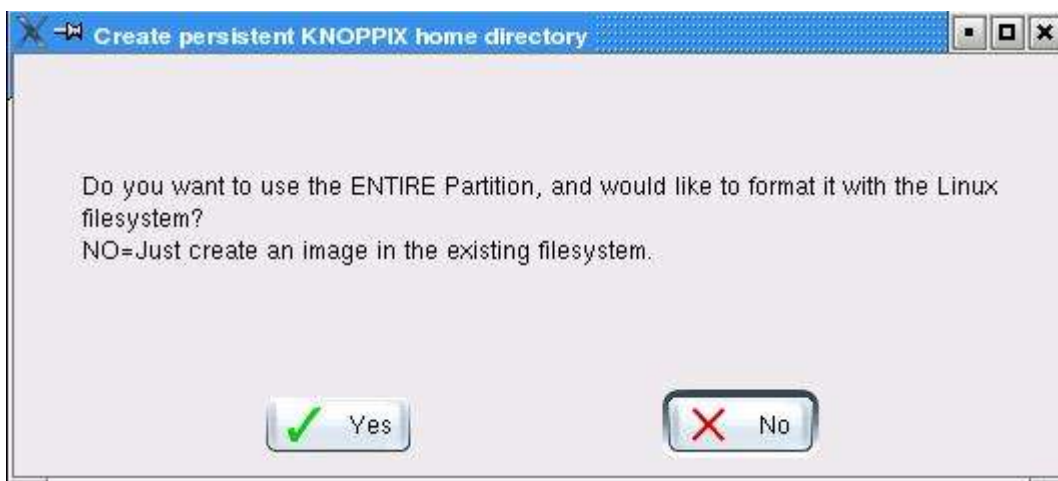 Create persistent KNOPPIX home directory
Do you want to use the ENTIRE Partition, and would like to format it with the Linux
filesystem?
NO=Just create an image in the existing filesystem.
Yes
No